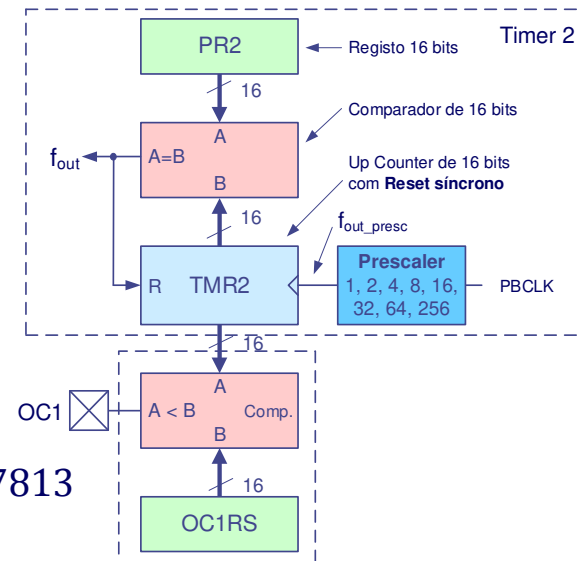 Timer 2
PR2
Registo 16 bits
16
Comparador de 16 bits
A
fout
A=B
B
Up Counter de 16 bits
com Reset síncrono
16
fout_presc
R
TMR2
Prescaler
1, 2, 4, 8, 16,
32, 64, 256
PBCLK
16
A
OC1
A < B
Comp.
B
7813
16
OC1RS